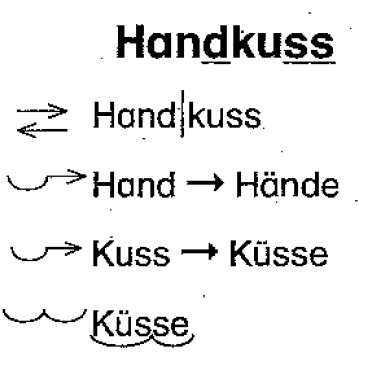 Handkuss
Hand|kuss
Hand → Hände
Kuss → Küsse
Küsse